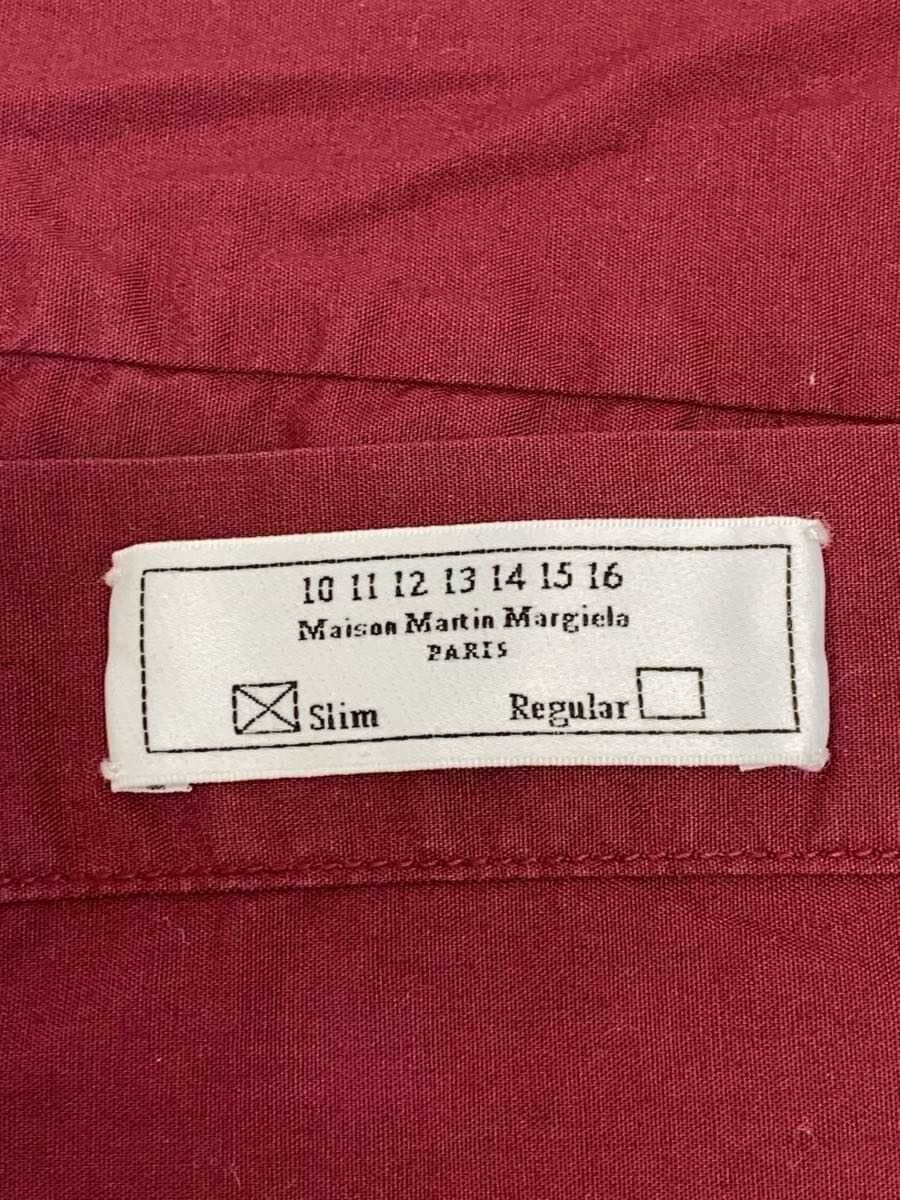 10 11 12 13 14 15 16
Maison Martin Margiela
PARIS
Slim Regular